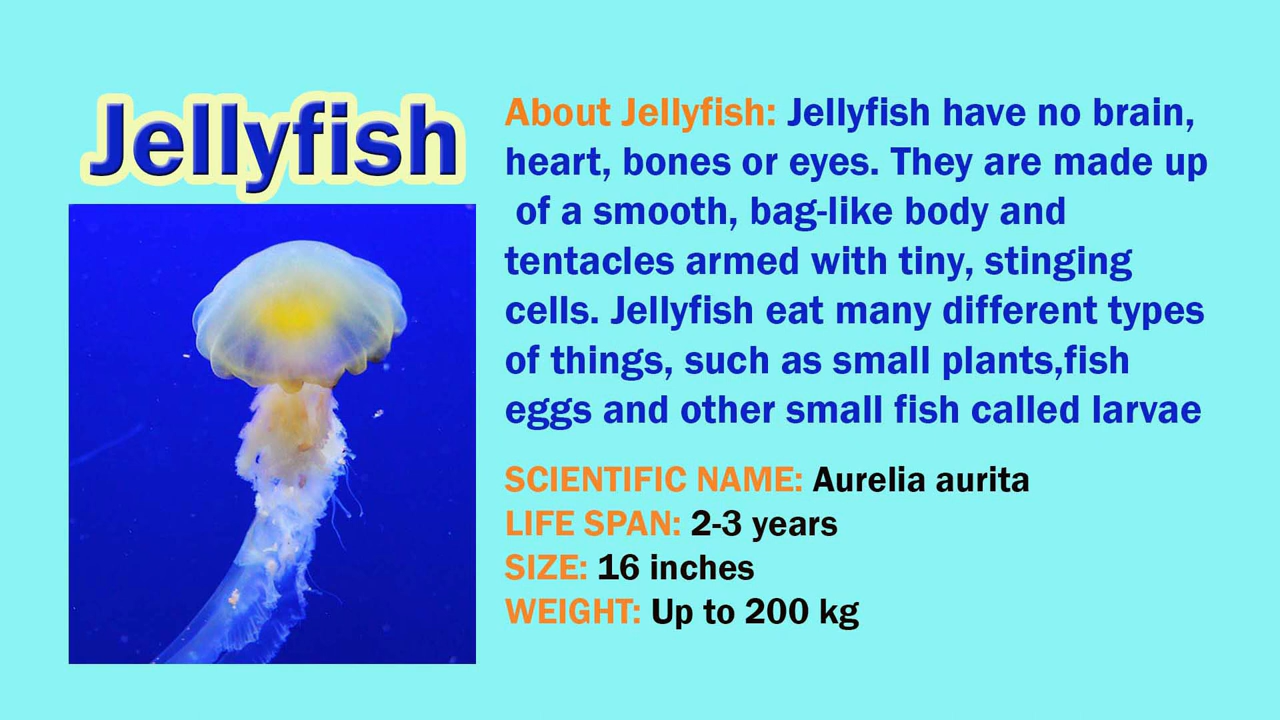 Jellyfish
About Jellyfish: Jellyfish have no brain,
heart, bones or eyes. They are made up
of a smooth, bag-like body and
tentacles armed with tiny, stinging
cells. Jellyfish eat many different types
of things, such as small plants,fish
eggs and other small fish called larvae
SCIENTIFIC NAME: Aurelia aurita
LIFE SPAN: 2-3 years
SIZE: 16 inches
WEIGHT: Up to 200 kg